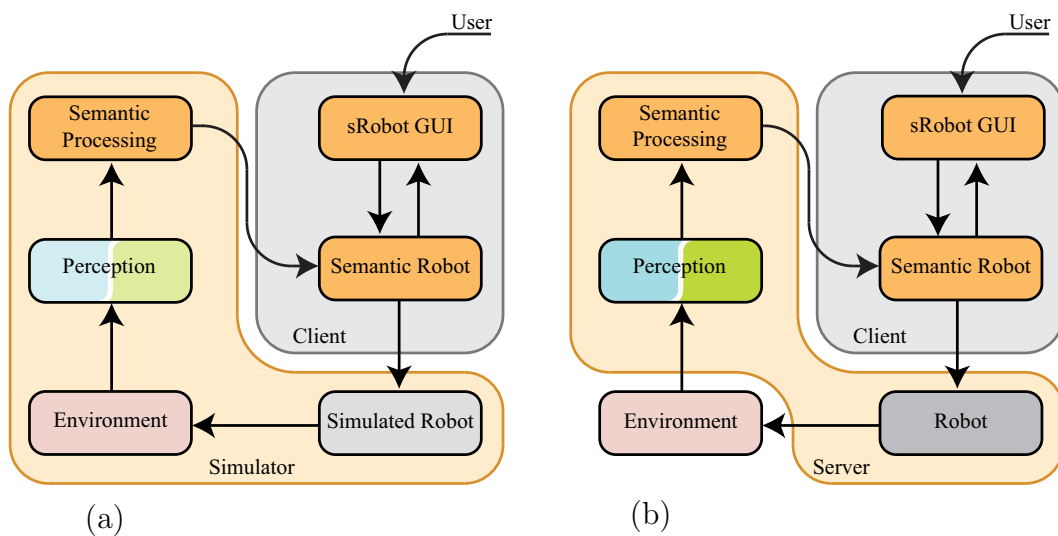 User
Semantic
Processing
sRobot GUI
Perception
Semantic Robot
Client
Environment
Simulated Robot
Simulator
(a)
User
Semantic
Processing
sRobot GUI
Perception
Semantic Robot
Client
Environment
Robot
Server
(b)